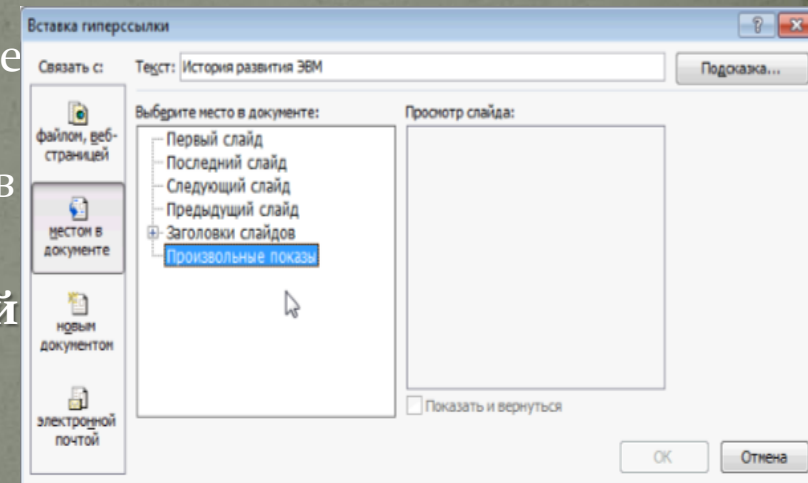 Вставка гиперссылки
е
Связать с:
Текст: История развития ЭВМ
Подсказка...
файлом, веб-
страницей
местом в
документе
новым
документом
электронной
почтой
в
й
Выберите место в документе:
Первый слайд
Последний слайд
Следующий слайд
Предыдущий слайд
Заголовки слайдов
Произвольные показы
Просмотр слайда:
Показать и вернуться
ОК
Отмена